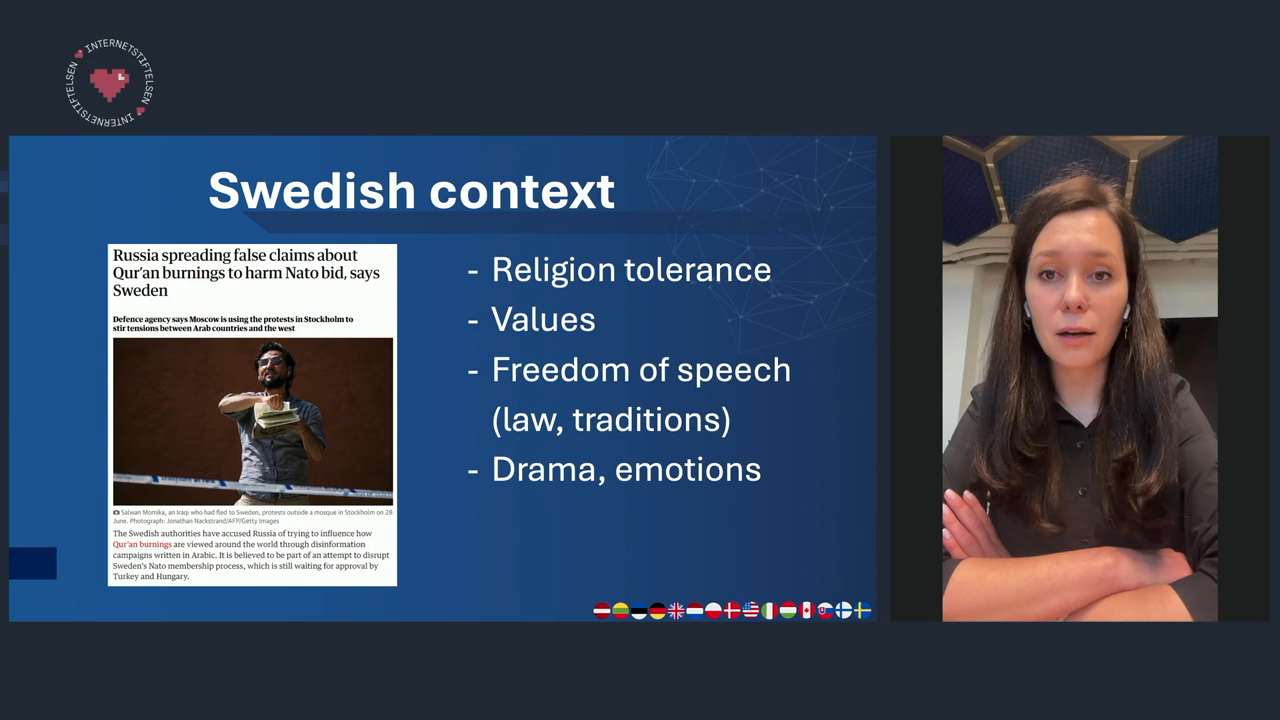 INTERNETSTIFTELSEN
INTERNETSTIFTELSEN
Swedish context
Russia spreading false claims about
Qur'an burnings to harm Nato bid, says
Sweden
Defence agency says Moscow is using the protests in Stockholm to
stir tensions between Arab countries and the west
Salwan Momika, an Iraqi who had fled to Sweden, protests outside a mosque in Stockholm on 28
June. Photograph: Jonathan Nackstrand/AFP/Getty Images
The Swedish authorities have accused Russia of trying to influence how
Qur'an burnings are viewed around the world through disinformation
campaigns written in Arabic. It is believed to be part of an attempt to disrupt
Sweden's Nato membership process, which is still waiting for approval by
Turkey and Hungary.
- Religion tolerance
- Values
- Freedom of speech
(law, traditions)
- Drama, emotions